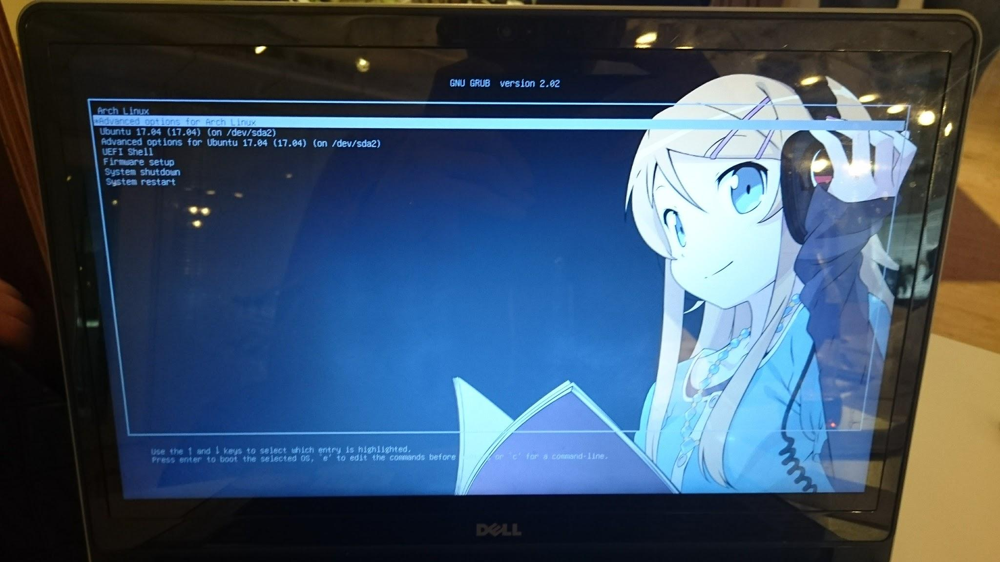 GNU GRUB version 2.02
Arch Linux
*Advanced options for Arch Linux
Ubuntu 17.04 (17.04) (on /dev/sda2)
Advanced options for Ubuntu 17.04 (17.04) (on /dev/sda2)
UEFI Shell
Firmware setup
System shutdown
System restart
Use the ↑ and ↓ keys to select which entry is highlighted.
Press enter to boot the selected OS, `e' to edit the commands before or `c' for a command-line.
DELL